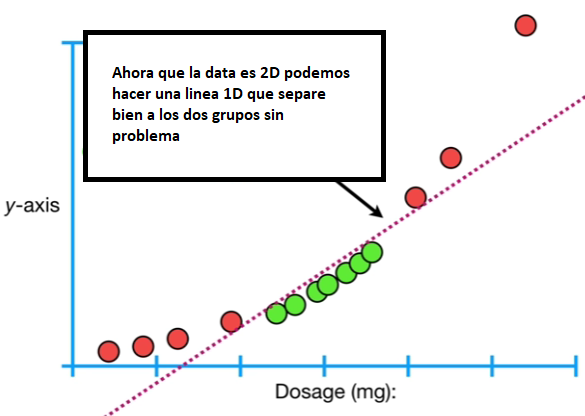 Ahora que la data es 2D podemos
hacer una linea 1D que separe
bien a los dos grupos sin
problema
y-axis
Dosage (mg):